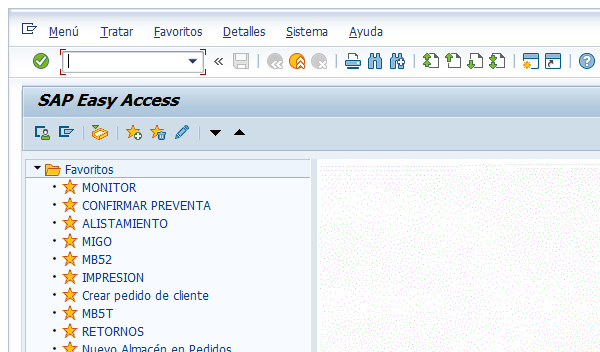 Menú Tratar Favoritos Detalles Sistema Ayuda
SAP Easy Access
Favoritos
MONITOR
CONFIRMAR PREVENTA
ALISTAMIENTO
MIGO
MB52
IMPRESION
Crear pedido de cliente
MB5T
RETORNOS
Nuevo Almacén en Pedidos